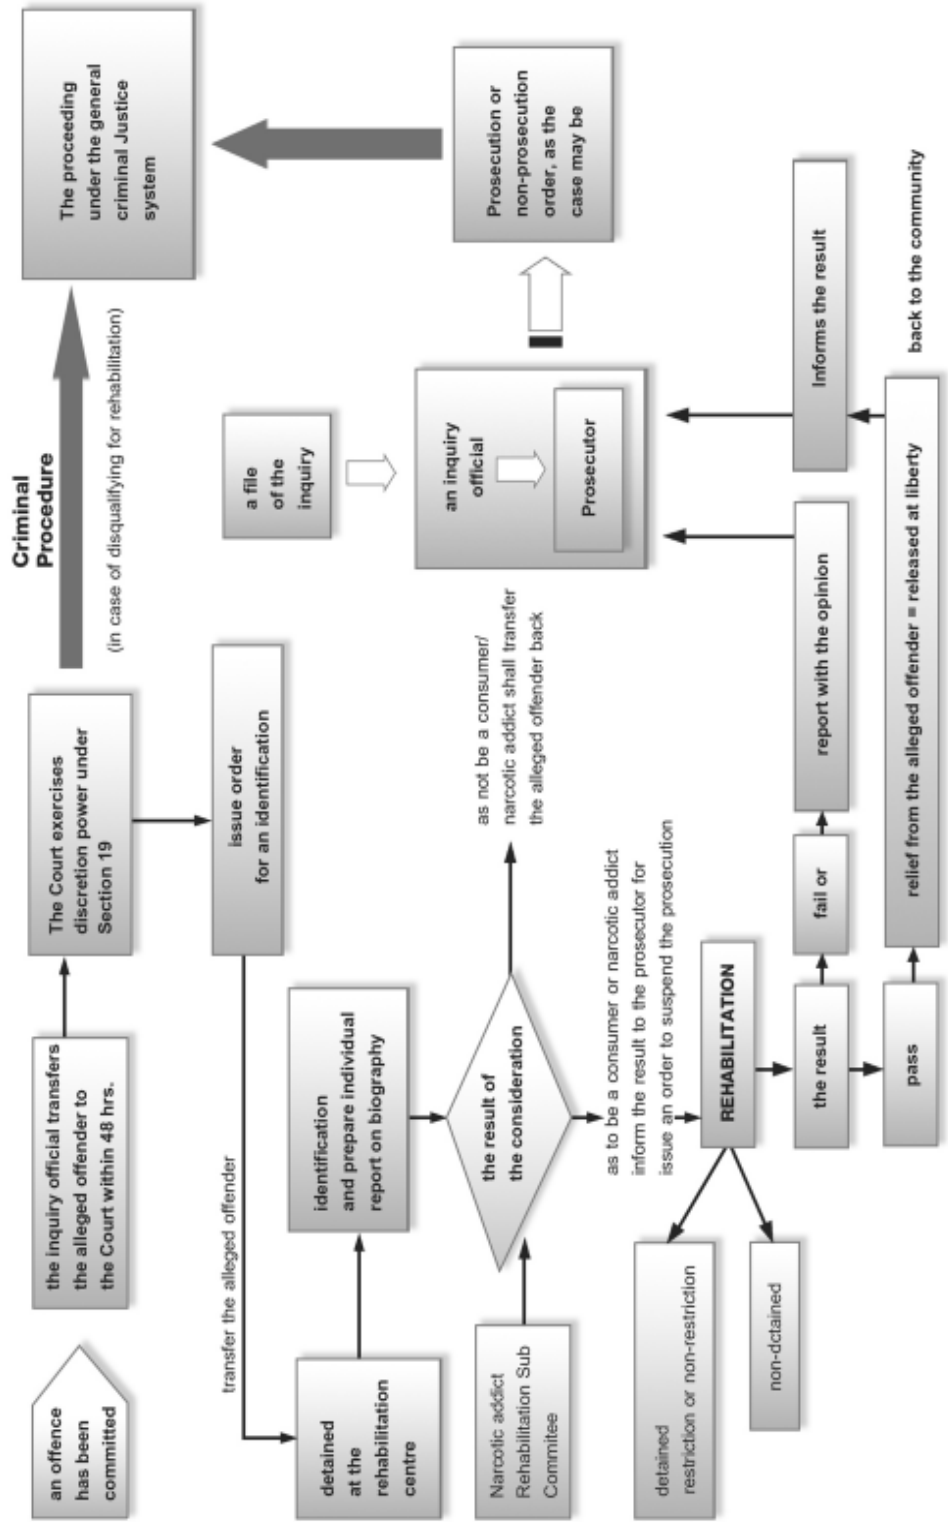 an offence
has been
committed
the inquiry official transfers
the alleged offender to
the Court within 48 hrs.
The Court exercises
discretion power under
Section 19
Criminal
Procedure
(in case of disqualifying for rehabilitation)
The proceeding
under the general
criminal Justice
system
issue order
for an identification
transfer the alleged offender
a file
of the
inquiry
detained
at the
rehabilitation
centre
identification
and prepare individual
report on biography
an inquiry
official
Prosecutor
Prosecution or
non-prosecution
order, as the
case may be
Narcotic addict
Rehabilitation Sub
Commitee
the result of
the consideration
as not be a consumer/
narcotic addict shall transfer
the alleged offender back
as to be a consumer or narcotic addict
inform the result to the prosecutor for
issue an order to suspend the prosecution
detained
restriction or non-restriction
non-dctained
REHABILITATION
the result
fail or
report with the opinion
Informs the result
pass
relief from the alleged offender = released at liberty
back to the community